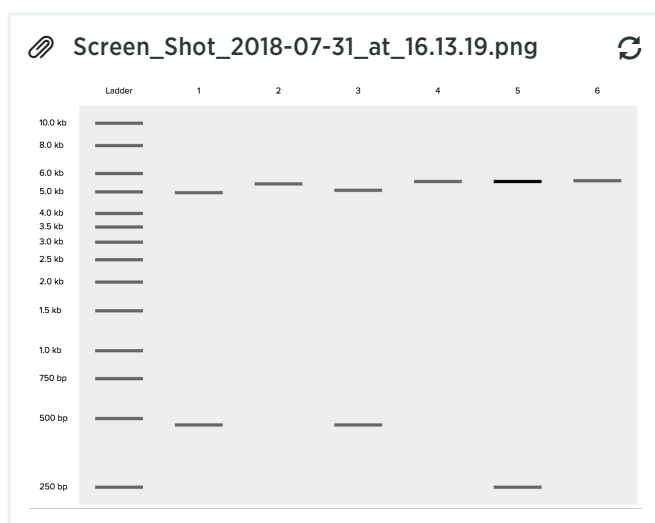 Screen_Shot_2018-07-31_at_16.13.19.png
Ladder 1 2 3 4 5 6
10.0 kb
8.0 kb
6.0 kb
5.0 kb
4.0 kb
3.5 kb
3.0 kb
2.5 kb
2.0 kb
1.5 kb
1.0 kb
750 bp
500 bp
250 bp